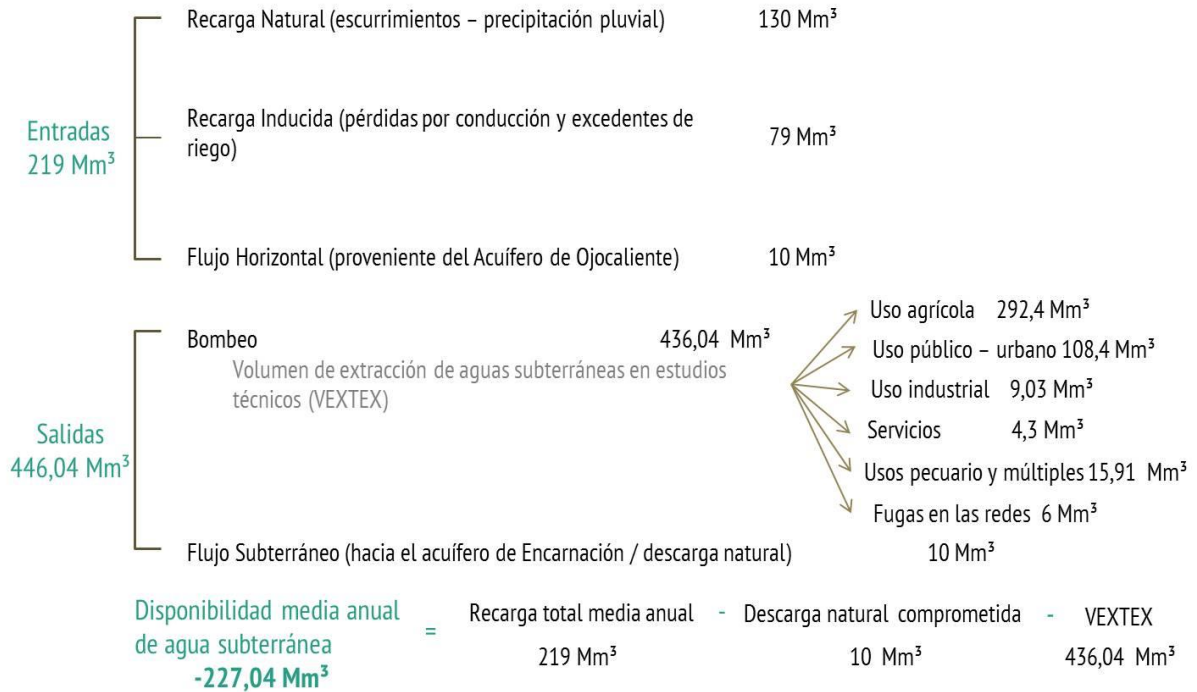 Entradas
219 Mm³
Recarga Natural (escurrimientos – precipitación pluvial) 130 Mm³
Recarga Inducida (pérdidas por conducción y excedentes de
riego) 79 Mm³
Flujo Horizontal (proveniente del Acuífero de Ojocaliente) 10 Mm³
Salidas
446,04 Mm³
Bombeo 436,04 Mm³
Volumen de extracción de aguas subterráneas en estudios
técnicos (VEXTEX)
Uso agrícola 292,4 Mm³
Uso público – urbano 108,4 Mm³
Uso industrial 9,03 Mm³
Servicios 4,3 Mm³
Usos pecuario y múltiples 15,91 Mm³
Fugas en las redes 6 Mm³
Flujo Subterráneo (hacia el acuífero de Encarnación / descarga natural) 10 Mm³
Disponibilidad media anual
de agua subterránea
-227,04 Mm³
=
Recarga total media anual - Descarga natural comprometida - VEXTEX
219 Mm³ 10 Mm³ 436,04 Mm³